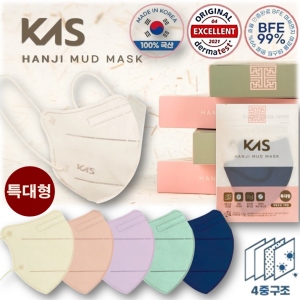 KAS
HANJI MUD MASK
MADE IN KOREA
100% 국산
ORIGINAL
EXCELLENT
dermatest
BFE
99%
KAS
특대형
KAS
HANJI MUD MASK
4중구조